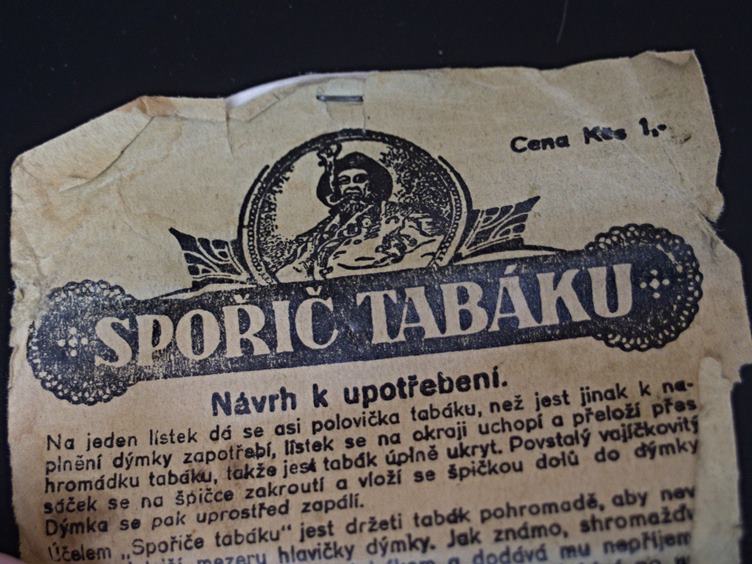 Cena Kčs 1,-
SPOŘIČ TABÁKU
Návrh k upotřebení.
Na jeden lístek dá se asi polovička tabáku, než jest jinak k na-
plnění dýmky zapotřebí, lístek se na okraji uchopí a přeloží přes
hromádku tabáku, takže jest tabák úplně ukryt. Povstalý vajíčkovitý
sáček se na špičce zakroutí a vloží se špičkou dolů do dýmky
Dýmka se pak uprostřed zapálí.
Účelem „Spořiče tabáku" jest držeti tabák pohromadě, aby nev
mezery hlavičky dýmky. Jak známo, shromažďu
a dodává mu nepříjem